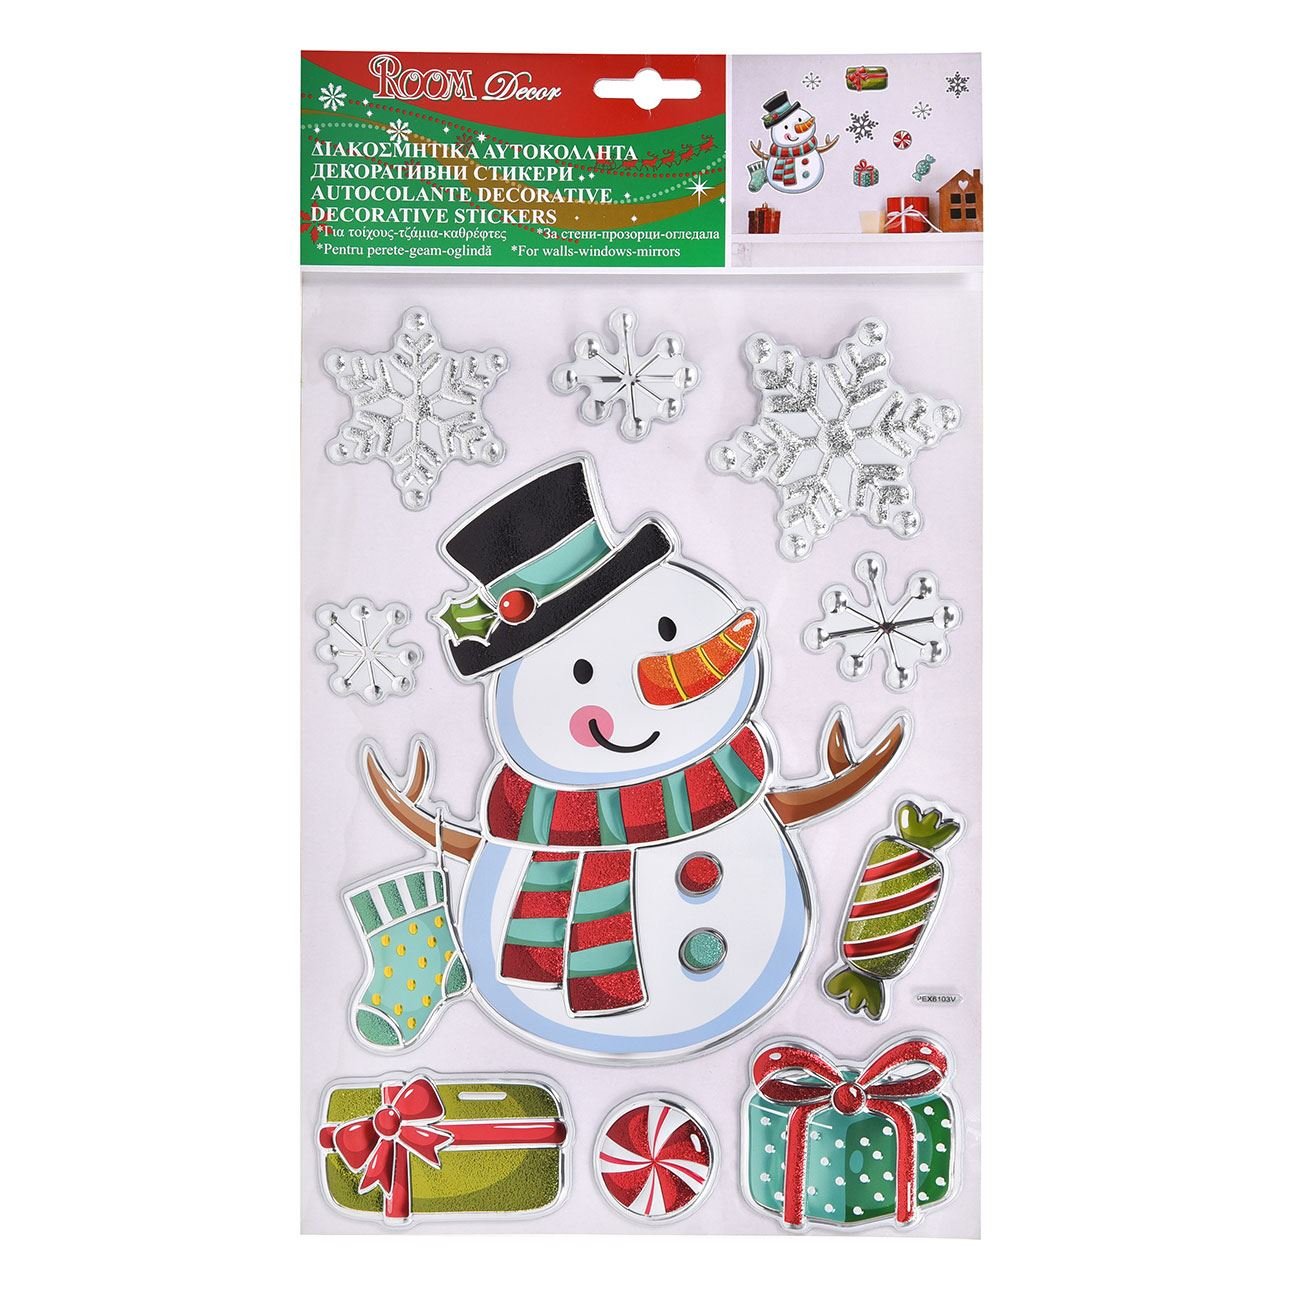 ROOM Decor
ΔΙΑΚΟΣΜΗΤΙΚΑ ΑΥΤΟΚΟΛΛΗΤΑ
ДЕКОРАТИВНИ СТИКЕРИ
AUTOCOLANTE DECORATIVE
DECORATIVE STICKERS
*Για τοίχους-τζάμια-καθρέφτες *За стени-прозорци-огледала
*Pentru perete-geam-oglindă *For walls-windows-mirrors
PEX6103V